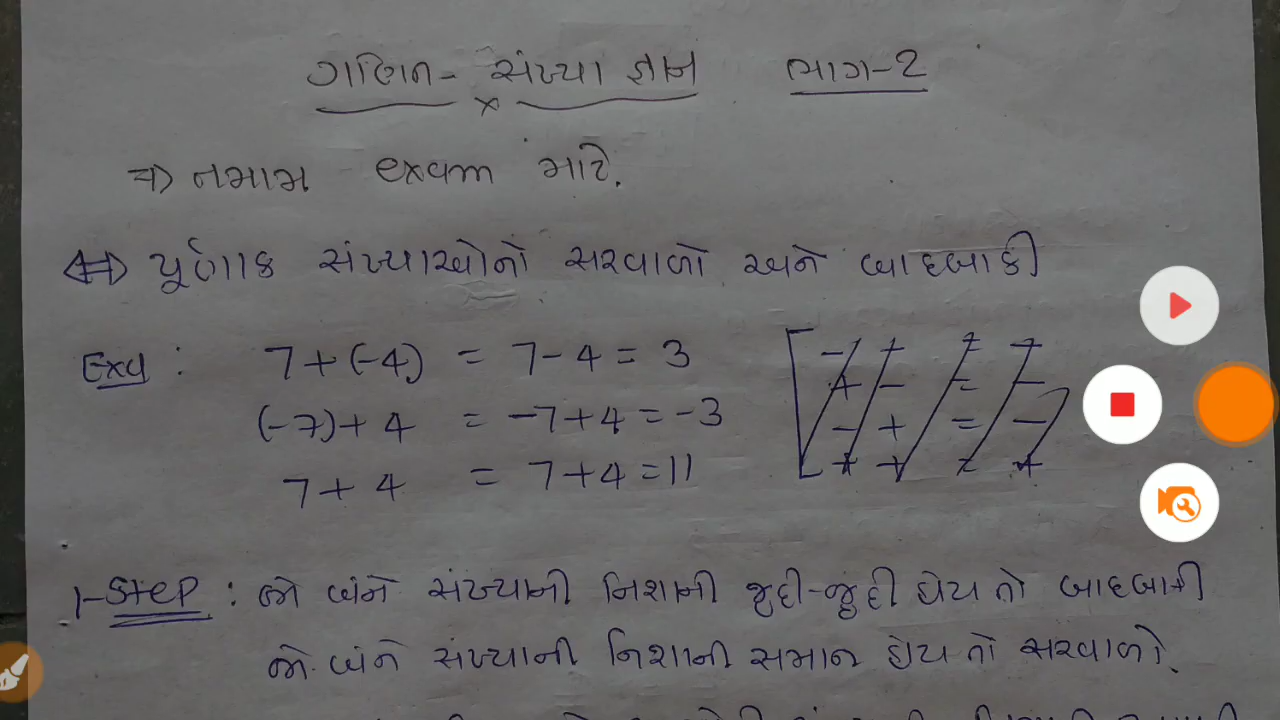 ગણિત - સંખ્યા જ્ઞાન ભાગ-2
⇒ તમામ exam માટે.
⇔ પૂર્ણાક સંખ્યાઓનો સરવાળો અને બાદબાકી
Exa : 7+(-4) = 7-4 = 3
(-7)+4 = -7+4 = -3
7+4 = 7+4 = 11
1-Step : જો બંને સંખ્યાની નિશાની જુદી-જુદી હોય તો બાદબાકી
જો બંને સંખ્યાની નિશાની સમાન હોય તો સરવાળો.